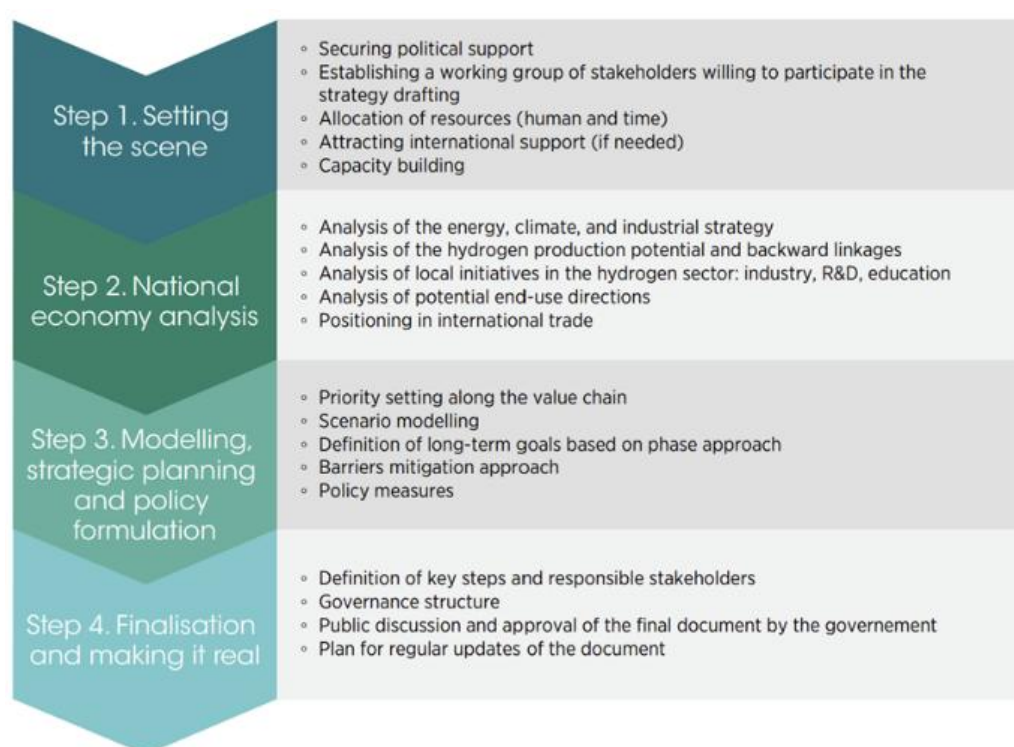 Step 1. Setting
the scene
◦ Securing political support
◦ Establishing a working group of stakeholders willing to participate in the
strategy drafting
◦ Allocation of resources (human and time)
◦ Attracting international support (if needed)
◦ Capacity building
Step 2. National
economy analysis
◦ Analysis of the energy, climate, and industrial strategy
◦ Analysis of the hydrogen production potential and backward linkages
◦ Analysis of local initiatives in the hydrogen sector: industry, R&D, education
◦ Analysis of potential end-use directions
◦ Positioning in international trade
Step 3. Modelling,
strategic planning
and policy
formulation
◦ Priority setting along the value chain
◦ Scenario modelling
◦ Definition of long-term goals based on phase approach
◦ Barriers mitigation approach
◦ Policy measures
Step 4. Finalisation
and making it real
◦ Definition of key steps and responsible stakeholders
◦ Governance structure
◦ Public discussion and approval of the final document by the governement
◦ Plan for regular updates of the document